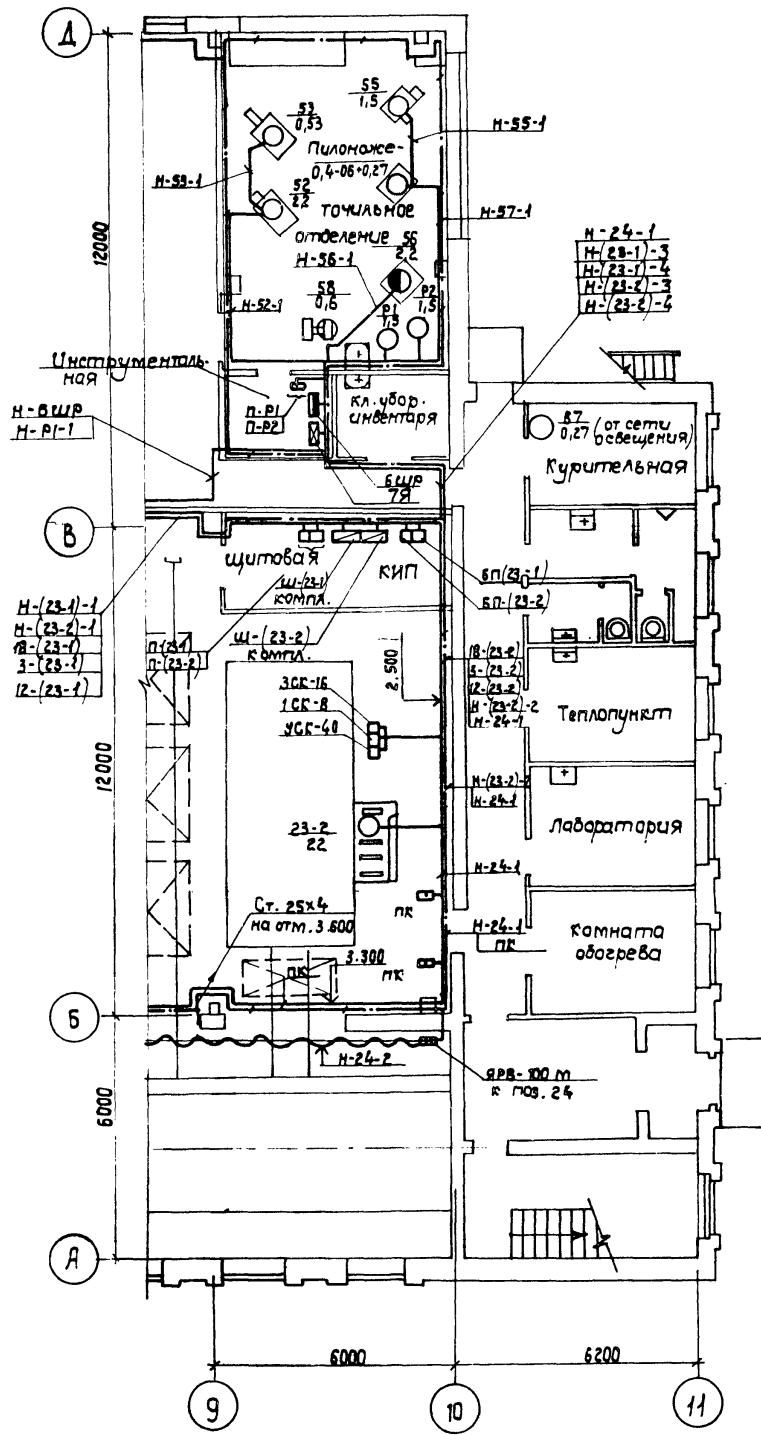 Д
55
1,5
53
0,53
Н-55-1
Пилоноже-
0,4-06+0,27
Н-53-1
52
2,2
точильное
Н-57-1
отделение
56
2,2
Н-56-1
Н-24-1
Н-(23-1)-3
Н-(23-1)-4
Н-(23-2)-3
Н-(23-2)-4
12000
58
0,6
Р2
1,5
Р1
1,5
Н-52-1
Инструменталь-
ная
П-Р1
П-Р2
кл. убор.
инвентаря
Н-6ШР
Н-Р1-1
В7
0,27
(от сети
освещения)
Курительная
6ШР
7Я
В
щитовая
КИП
Ш-(23-1)
компл.
БП(23-1)
БП-(23-2)
Н-(23-1)-1
Н-(23-2)-1
18-(23-1)
3-(23-1)
12-(23-1)
П-(23-1)
П-(23-2)
Ш-(23-2)
компл.
2.500
18-(23-2)
3-(23-2)
12-(23-2)
Н-(23-2)-2
Н-24-1
3СК-16
1СК-8
УСК-40
Теплопункт
12000
Н-(23-2)-2
Н-24-1
23-2
22
Лаборатория
Н-24-1
Ст. 25х4
на отм. 3.600
ПК
Н-24-1
ПК
Комната
обогрева
3.300
ПК
ПК
Б
Н-24-2
ЯРВ-100 м
к поз. 24
6000
А
6000
6200
9
10
11